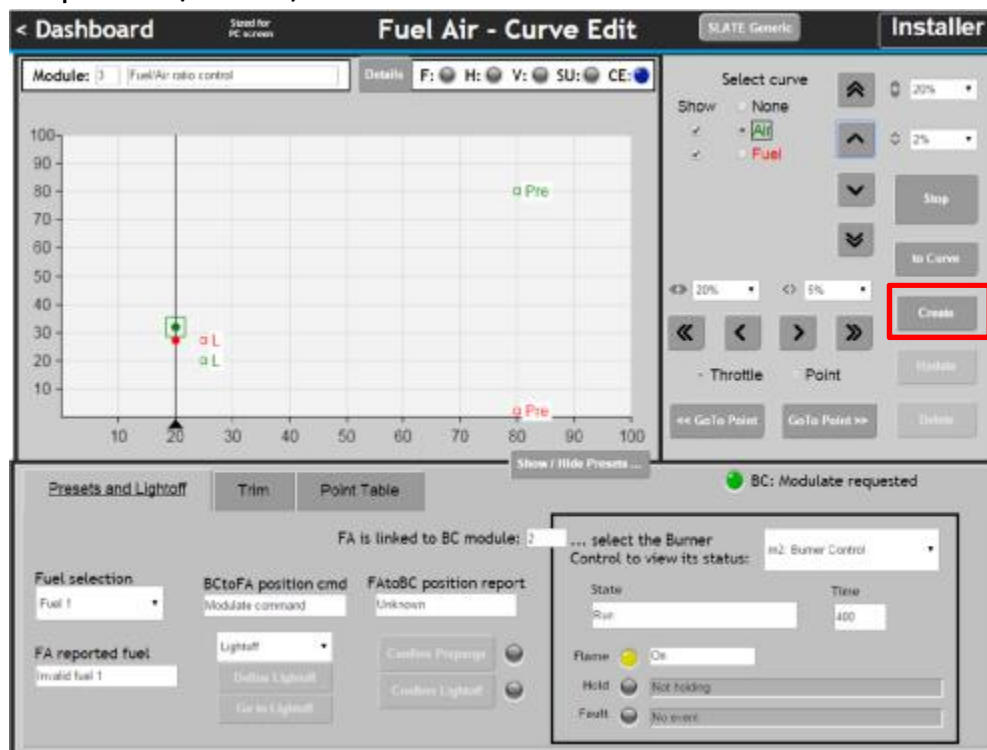 < Dashboard
Sized for
PC screen
Fuel Air - Curve Edit
SLATE Generic
Installer
Module: 3 Fuel/Air ratio control
Details
F: H: V: SU: CE:
100
90
80
70
60
50
40
30
20
10
Pre
L
L
Pre
10 20 30 40 50 60 70 80 90 100
Show / Hide Presets ...
Select curve
Show None
Air
Fuel
20%
2%
Stop
to Curve
20% 5%
Create
Throttle Point
Update
<< GoTo Point GoTo Point >>
Delete
Presets and Lightoff Trim Point Table
BC: Modulate requested
FA is linked to BC module: 2
... select the Burner
Control to view its status:
m2: Burner Control
Fuel selection
Fuel 1
BCtoFA position cmd
Modulate command
FAtoBC position report
Unknown
State Time
Run 400
FA reported fuel
Invalid fuel 1
Lightoff
Define Lightoff
Go to Lightoff
Confirm Prepurge
Confirm Lightoff
Flame On
Hold Not holding
Fault No event